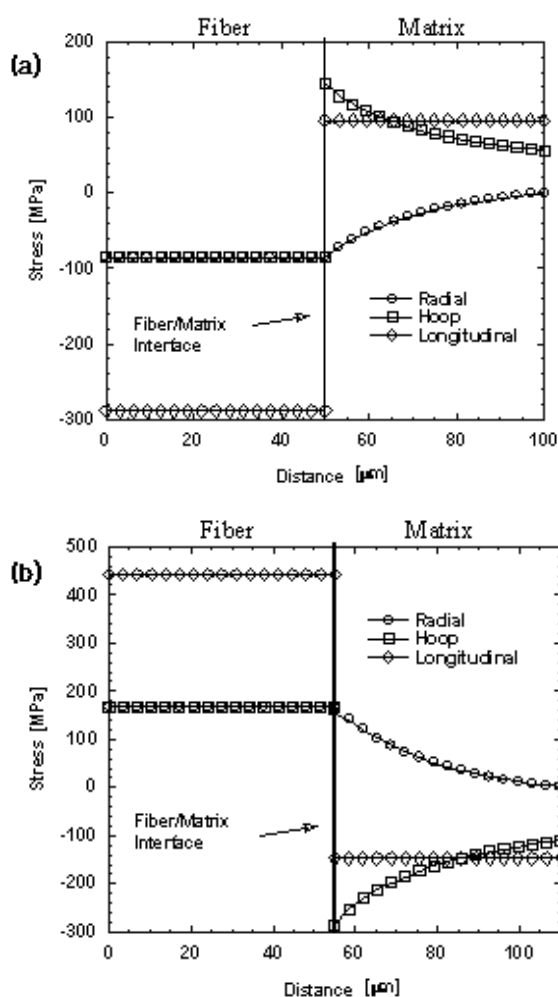 (a)
Fiber Matrix
200
100
0
-100
-200
-300
Stress [MPa]
Fiber/Matrix
Interface
Radial
Hoop
Longitudinal
0 20 40 60 80 100
Distance [µm]
(b)
Fiber Matrix
500
400
300
200
100
0
-100
-200
-300
Stress [MPa]
Radial
Hoop
Longitudinal
Fiber/Matrix
Interface
0 20 40 60 80 100
Distance [µm]